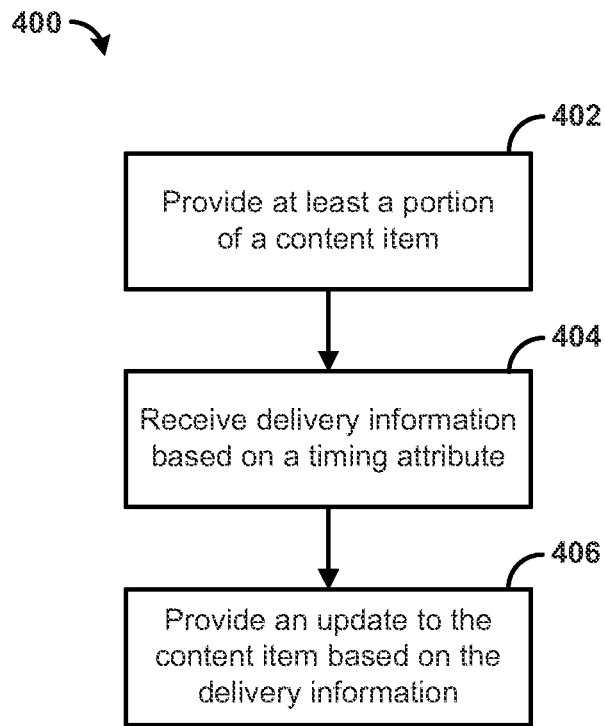 400
402
Provide at least a portion
of a content item
404
Receive delivery information
based on a timing attribute
406
Provide an update to the
content item based on the
delivery information